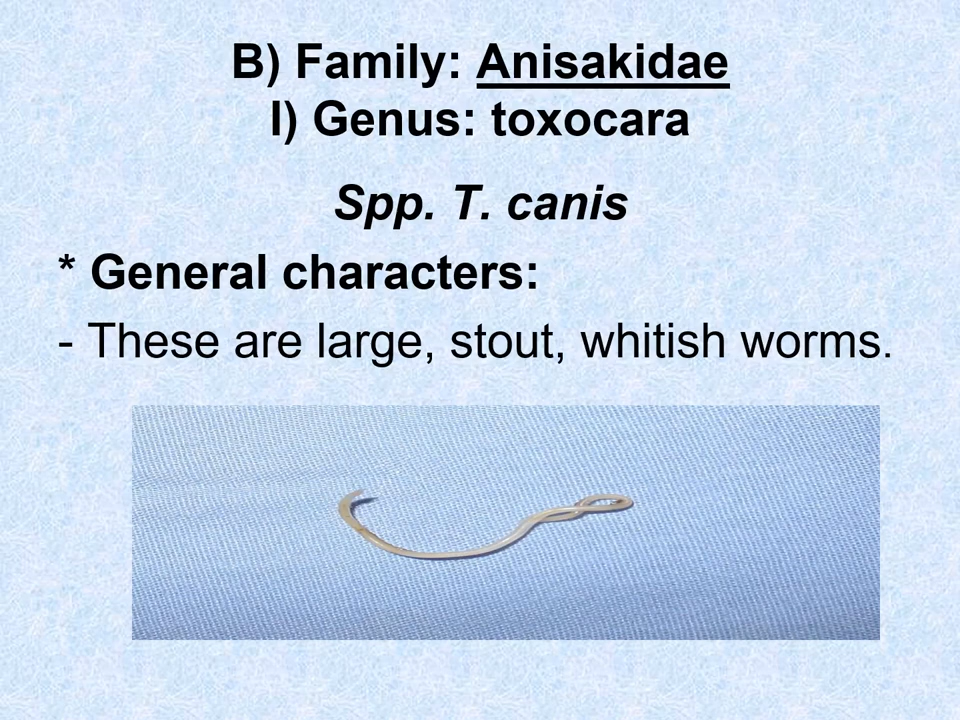 B) Family: Anisakidae
I) Genus: toxocara
Spp. T. canis
* General characters:
- These are large, stout, whitish worms.